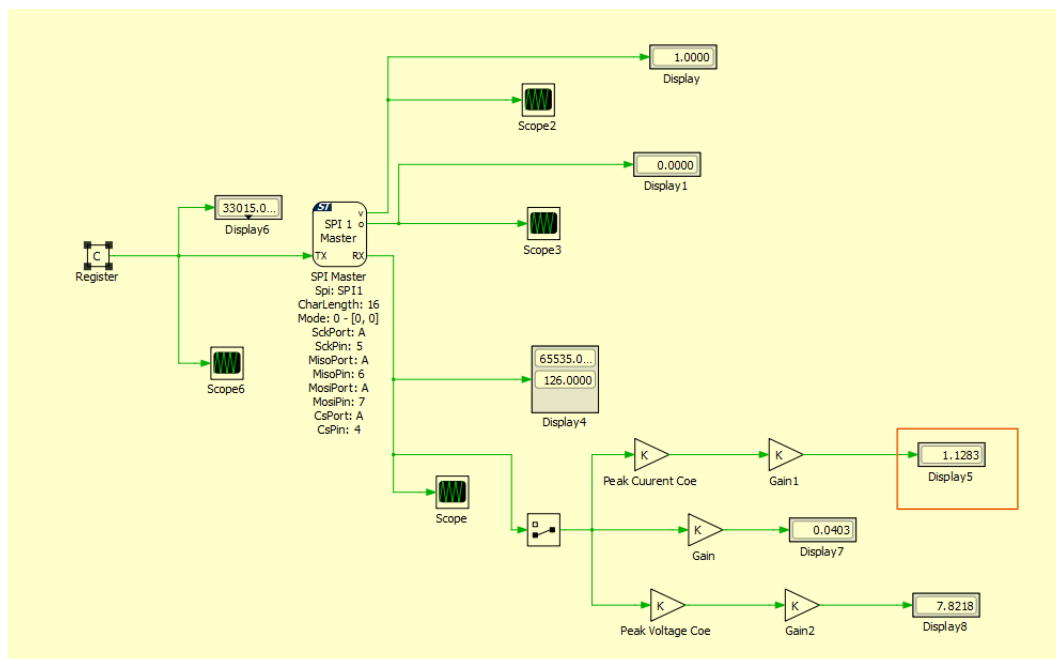 1.0000
Display
Scope2
0.0000
Display1
33015.0...
Display6
ST
SPI 1
Master
v
o
TX
RX
Scope3
C
Register
SPI Master
Spi: SPI1
CharLength: 16
Mode: 0 - [0, 0]
SckPort: A
SckPin: 5
MisoPort: A
MisoPin: 6
MosiPort: A
MosiPin: 7
CsPort: A
CsPin: 4
Scope6
65535.0...
126.0000
Display4
K
Peak Cuurent Coe
K
Gain1
1.1283
Display5
Scope
K
Gain
0.0403
Display7
K
Peak Voltage Coe
K
Gain2
7.8218
Display8